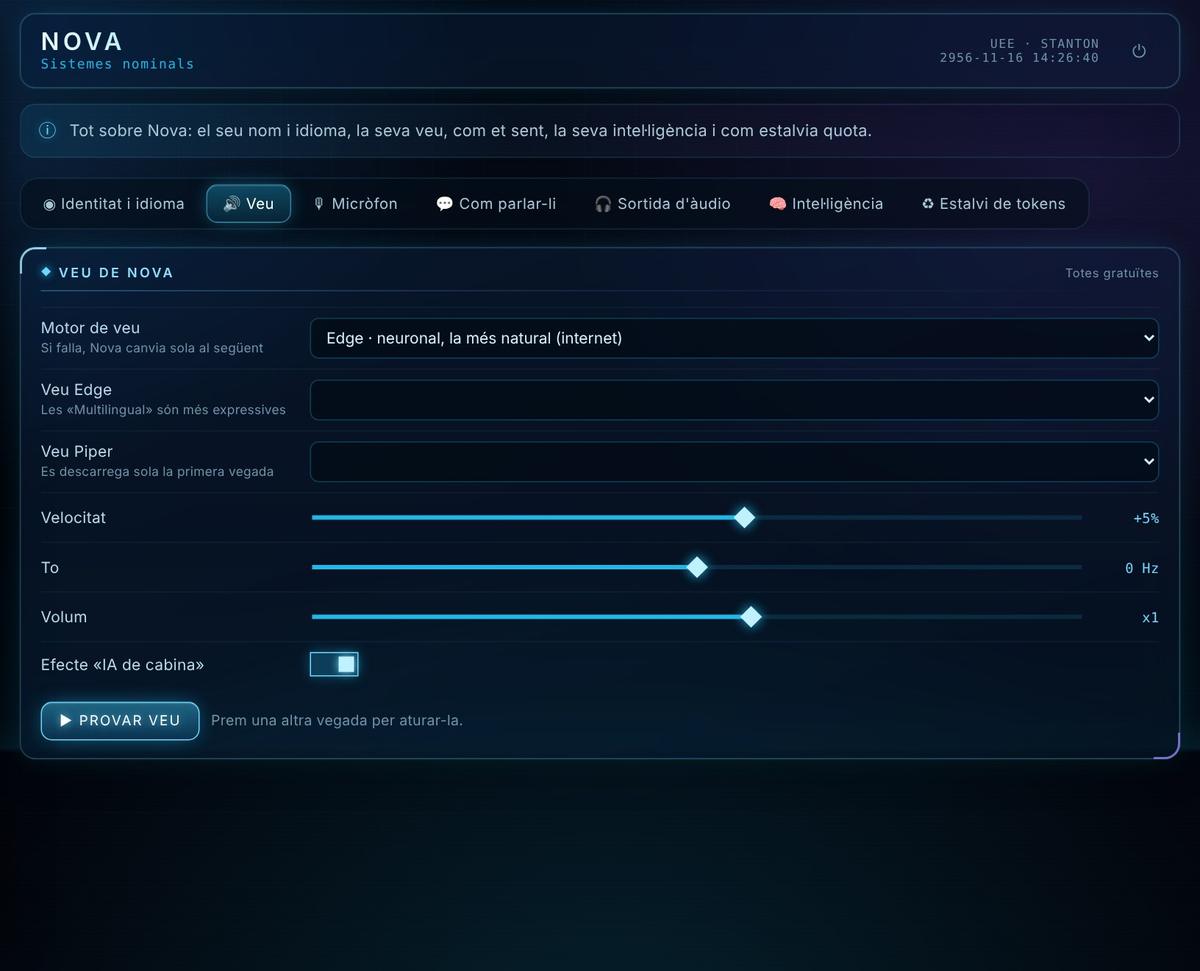 NOVA
Sistemes nominals
UEE · STANTON
2956-11-16 14:26:40
Tot sobre Nova: el seu nom i idioma, la seva veu, com et sent, la seva intel·ligència i com estalvia quota.
Identitat i idioma
Veu
Micròfon
Com parlar-li
Sortida d'àudio
Intel·ligència
Estalvi de tokens
VEU DE NOVA
Totes gratuïtes
Motor de veu
Si falla, Nova canvia sola al següent
Edge · neuronal, la més natural (internet)
Veu Edge
Les «Multilingual» són més expressives
Veu Piper
Es descarrega sola la primera vegada
Velocitat
+5%
To
0 Hz
Volum
x1
Efecte «IA de cabina»
PROVAR VEU
Prem una altra vegada per aturar-la.